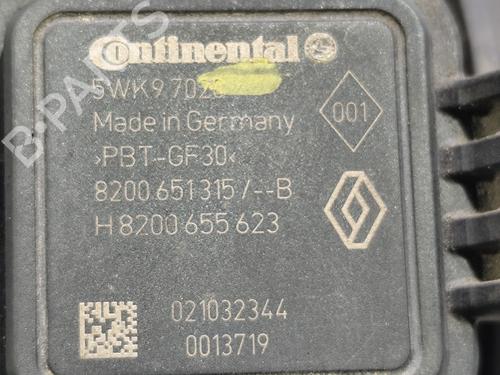 Continental
5WK9 702
001
Made in Germany
›PBT-GF30‹
8200 651 315 / --B
H 8200 655 623
021032344
0013719
B-PARTS